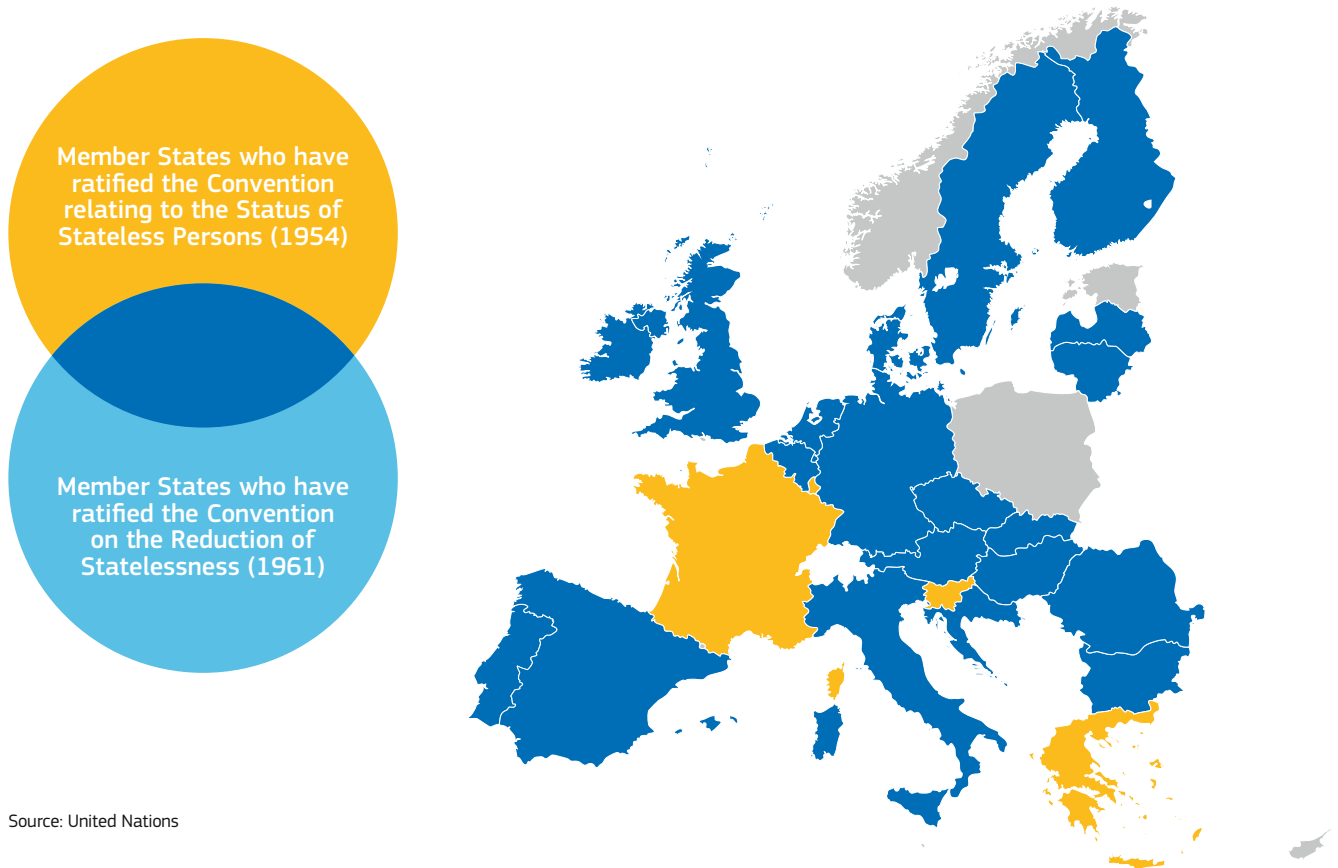 Member States who have
ratified the Convention
relating to the Status of
Stateless Persons (1954)
Member States who have
ratified the Convention
on the Reduction of
Statelessness (1961)
Source: United Nations